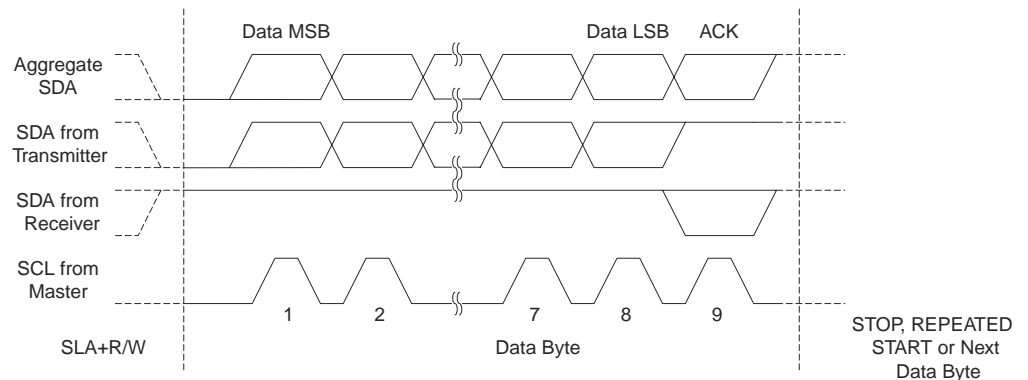 Data MSB
Data LSB
ACK
Aggregate
SDA
SDA from
Transmitter
SDA from
Receiver
SCL from
Master
1
2
7
8
9
SLA+R/W
Data Byte
STOP, REPEATED
START or Next
Data Byte